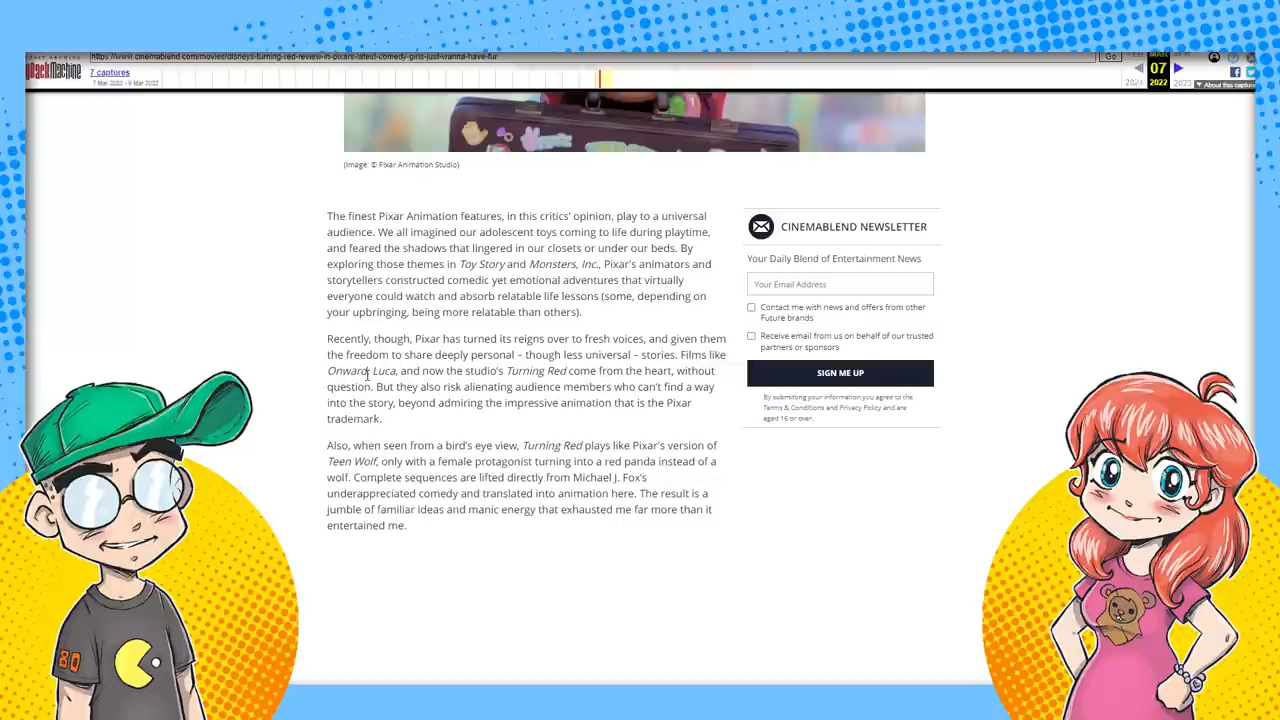 https://www.cinemablend.com/movies/disneys-turning-red-review-in-pixars-latest-comedy-girls-just-wanna-have-fur
Go
MAR
BackMachine
7 captures
7 Mar 2022 - 9 Mar 2022
07
2022
About this capture
(Image: © Pixar Animation Studio)
The finest Pixar Animation features, in this critics' opinion, play to a universal
audience. We all imagined our adolescent toys coming to life during playtime,
and feared the shadows that lingered in our closets or under our beds. By
exploring those themes in Toy Story and Monsters, Inc., Pixar's animators and
storytellers constructed comedic yet emotional adventures that virtually
everyone could watch and absorb relatable life lessons (some, depending on
your upbringing, being more relatable than others).
Recently, though, Pixar has turned its reigns over to fresh voices, and given them
the freedom to share deeply personal – though less universal – stories. Films like
Onward, Luca, and now the studio's Turning Red come from the heart, without
question. But they also risk alienating audience members who can't find a way
into the story, beyond admiring the impressive animation that is the Pixar
trademark.
Also, when seen from a bird's eye view, Turning Red plays like Pixar's version of
Teen Wolf, only with a female protagonist turning into a red panda instead of a
wolf. Complete sequences are lifted directly from Michael J. Fox's
underappreciated comedy and translated into animation here. The result is a
jumble of familiar ideas and manic energy that exhausted me far more than it
entertained me.
CINEMABLEND NEWSLETTER
Your Daily Blend of Entertainment News
Your Email Address
Contact me with news and offers from other
Future brands
Receive email from us on behalf of our trusted
partners or sponsors
SIGN ME UP
By submitting your information you agree to the
Terms & Conditions and Privacy Policy and are
aged 16 or over.
80